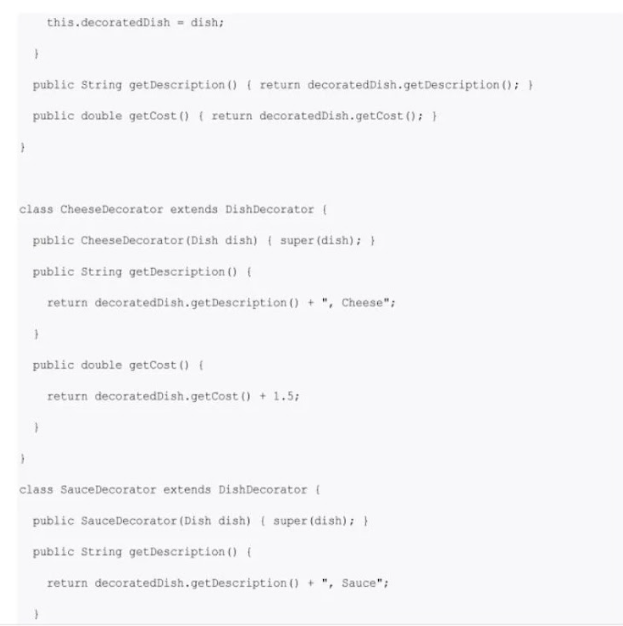 this.decoratedDish = dish;
}
public String getDescription() { return decoratedDish.getDescription(); }
public double getCost() { return decoratedDish.getCost(); }
}
class CheeseDecorator extends DishDecorator {
public CheeseDecorator(Dish dish) { super(dish); }
public String getDescription() {
return decoratedDish.getDescription() + ", Cheese";
}
public double getCost() {
return decoratedDish.getCost() + 1.5;
}
}
class SauceDecorator extends DishDecorator {
public SauceDecorator(Dish dish) { super(dish); }
public String getDescription() {
return decoratedDish.getDescription() + ", Sauce";
}